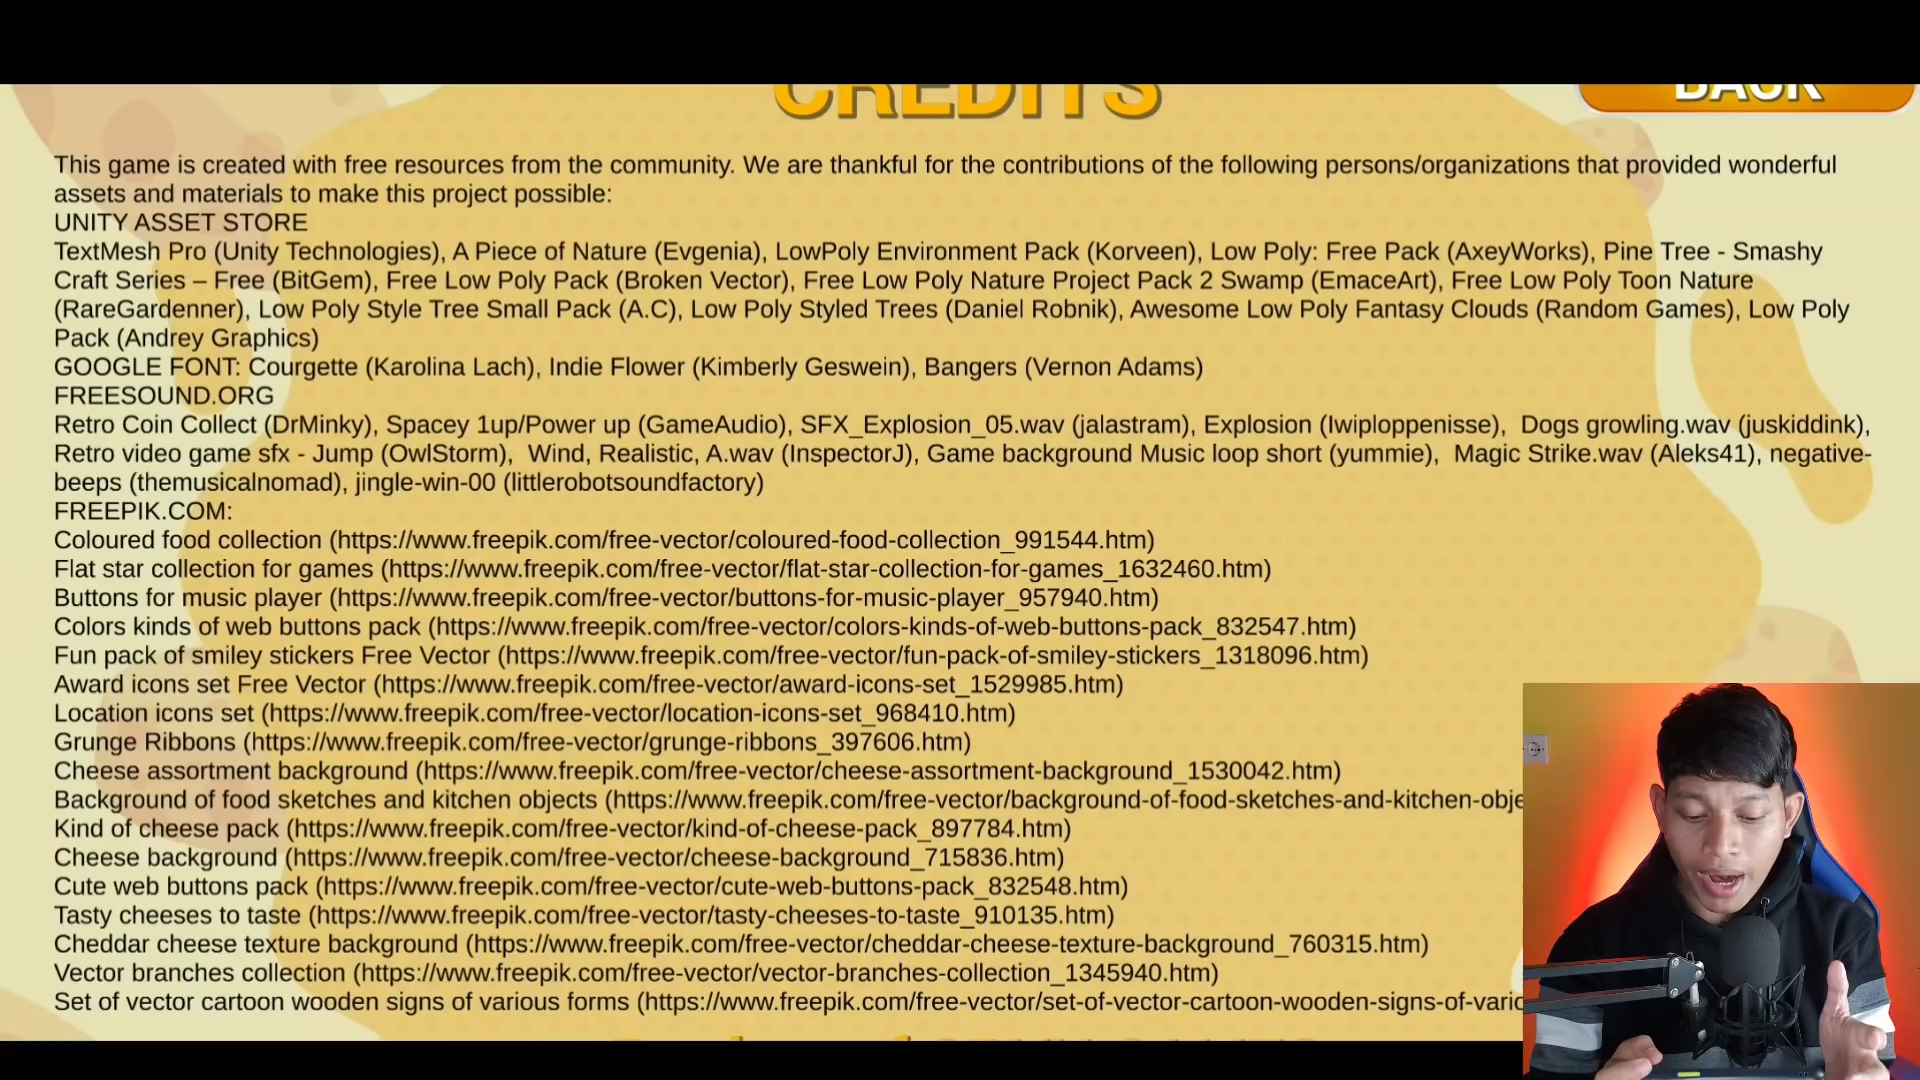 CREDITS
BACK
This game is created with free resources from the community. We are thankful for the contributions of the following persons/organizations that provided wonderful
assets and materials to make this project possible:
UNITY ASSET STORE
TextMesh Pro (Unity Technologies), A Piece of Nature (Evgenia), LowPoly Environment Pack (Korveen), Low Poly: Free Pack (AxeyWorks), Pine Tree - Smashy
Craft Series – Free (BitGem), Free Low Poly Pack (Broken Vector), Free Low Poly Nature Project Pack 2 Swamp (EmaceArt), Free Low Poly Toon Nature
(RareGardenner), Low Poly Style Tree Small Pack (A.C), Low Poly Styled Trees (Daniel Robnik), Awesome Low Poly Fantasy Clouds (Random Games), Low Poly
Pack (Andrey Graphics)
GOOGLE FONT: Courgette (Karolina Lach), Indie Flower (Kimberly Geswein), Bangers (Vernon Adams)
FREESOUND.ORG
Retro Coin Collect (DrMinky), Spacey 1up/Power up (GameAudio), SFX_Explosion_05.wav (jalastram), Explosion (Iwiploppenisse),  Dogs growling.wav (juskiddink),
Retro video game sfx - Jump (OwlStorm),  Wind, Realistic, A.wav (InspectorJ), Game background Music loop short (yummie),  Magic Strike.wav (Aleks41), negative-
beeps (themusicalnomad), jingle-win-00 (littlerobotsoundfactory)
FREEPIK.COM:
Coloured food collection (https://www.freepik.com/free-vector/coloured-food-collection_991544.htm)
Flat star collection for games (https://www.freepik.com/free-vector/flat-star-collection-for-games_1632460.htm)
Buttons for music player (https://www.freepik.com/free-vector/buttons-for-music-player_957940.htm)
Colors kinds of web buttons pack (https://www.freepik.com/free-vector/colors-kinds-of-web-buttons-pack_832547.htm)
Fun pack of smiley stickers Free Vector (https://www.freepik.com/free-vector/fun-pack-of-smiley-stickers_1318096.htm)
Award icons set Free Vector (https://www.freepik.com/free-vector/award-icons-set_1529985.htm)
Location icons set (https://www.freepik.com/free-vector/location-icons-set_968410.htm)
Grunge Ribbons (https://www.freepik.com/free-vector/grunge-ribbons_397606.htm)
Cheese assortment background (https://www.freepik.com/free-vector/cheese-assortment-background_1530042.htm)
Background of food sketches and kitchen objects (https://www.freepik.com/free-vector/background-of-food-sketches-and-kitchen-obje
Kind of cheese pack (https://www.freepik.com/free-vector/kind-of-cheese-pack_897784.htm)
Cheese background (https://www.freepik.com/free-vector/cheese-background_715836.htm)
Cute web buttons pack (https://www.freepik.com/free-vector/cute-web-buttons-pack_832548.htm)
Tasty cheeses to taste (https://www.freepik.com/free-vector/tasty-cheeses-to-taste_910135.htm)
Cheddar cheese texture background (https://www.freepik.com/free-vector/cheddar-cheese-texture-background_760315.htm)
Vector branches collection (https://www.freepik.com/free-vector/vector-branches-collection_1345940.htm)
Set of vector cartoon wooden signs of various forms (https://www.freepik.com/free-vector/set-of-vector-cartoon-wooden-signs-of-vario